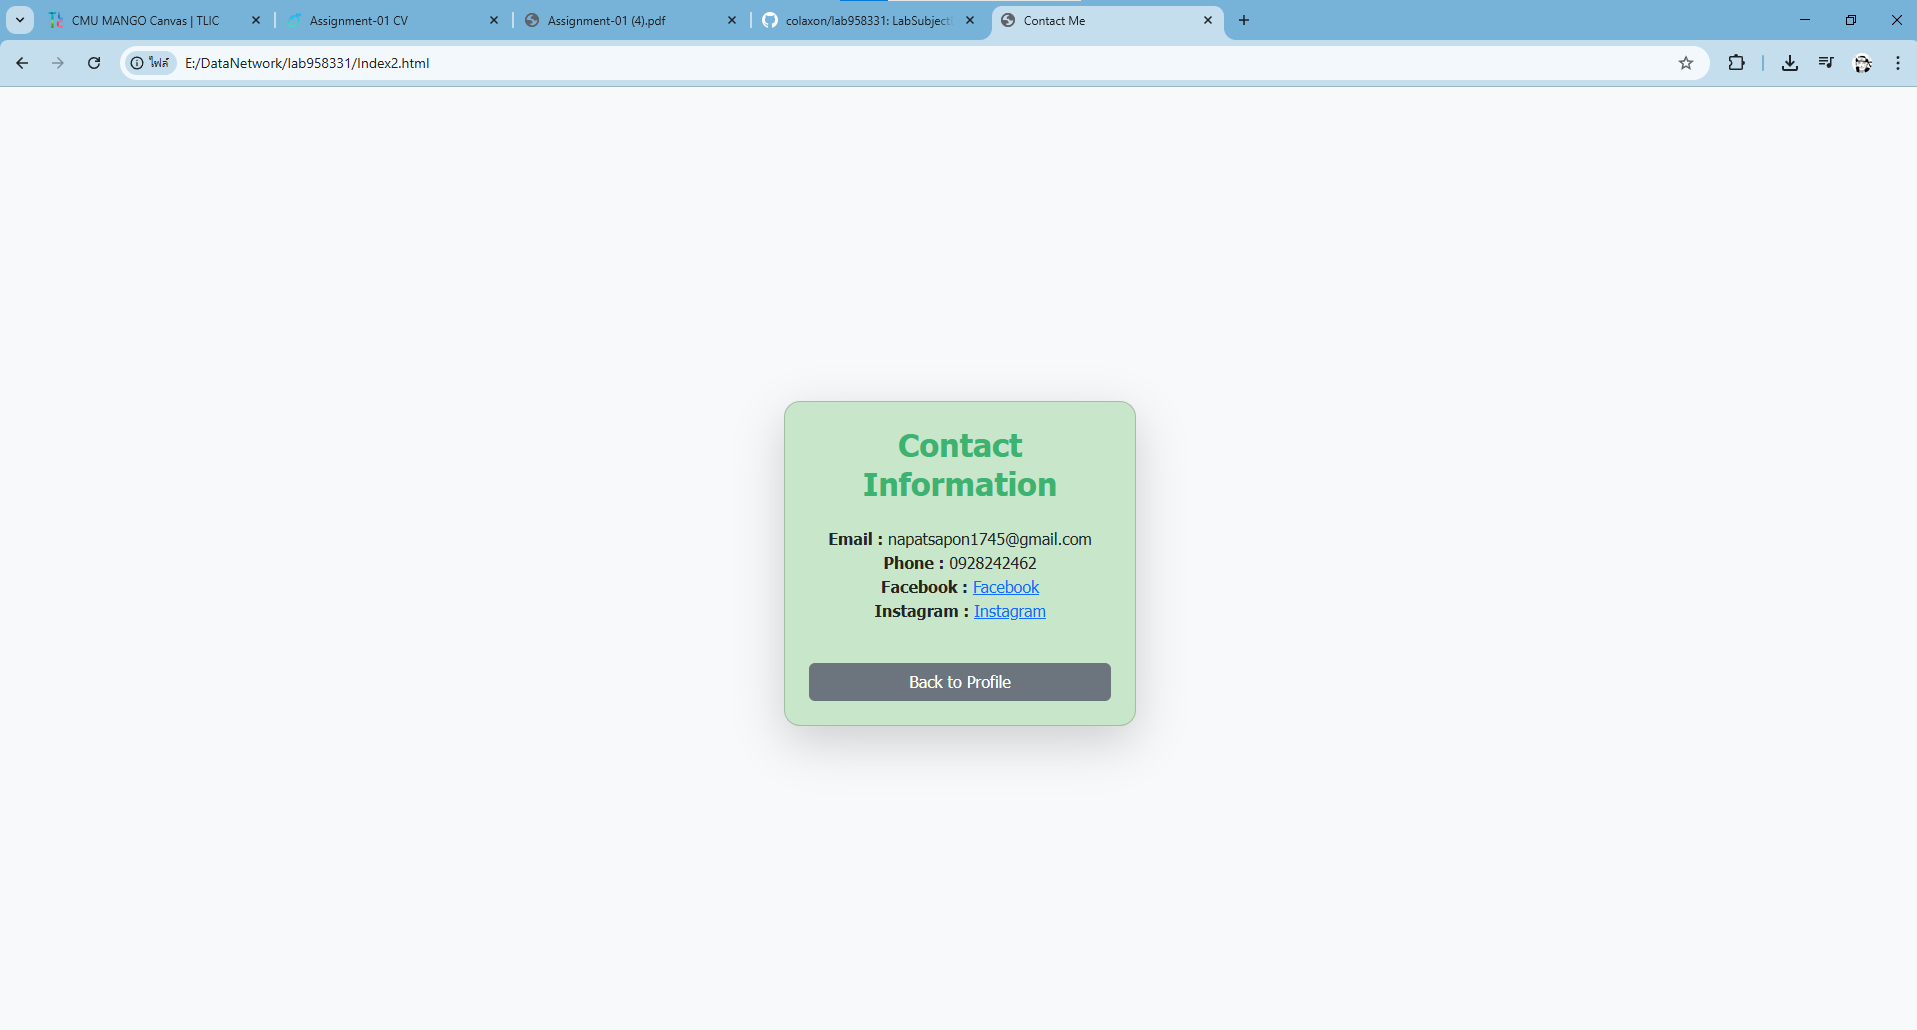 CMU MANGO Canvas | TLIC
Assignment-01 CV
Assignment-01 (4).pdf
colaxon/lab958331: LabSubject
Contact Me
ไฟล์
E:/DataNetwork/lab958331/Index2.html
Contact
Information
Email : napatsapon1745@gmail.com
Phone : 0928242462
Facebook : Facebook
Instagram : Instagram
Back to Profile